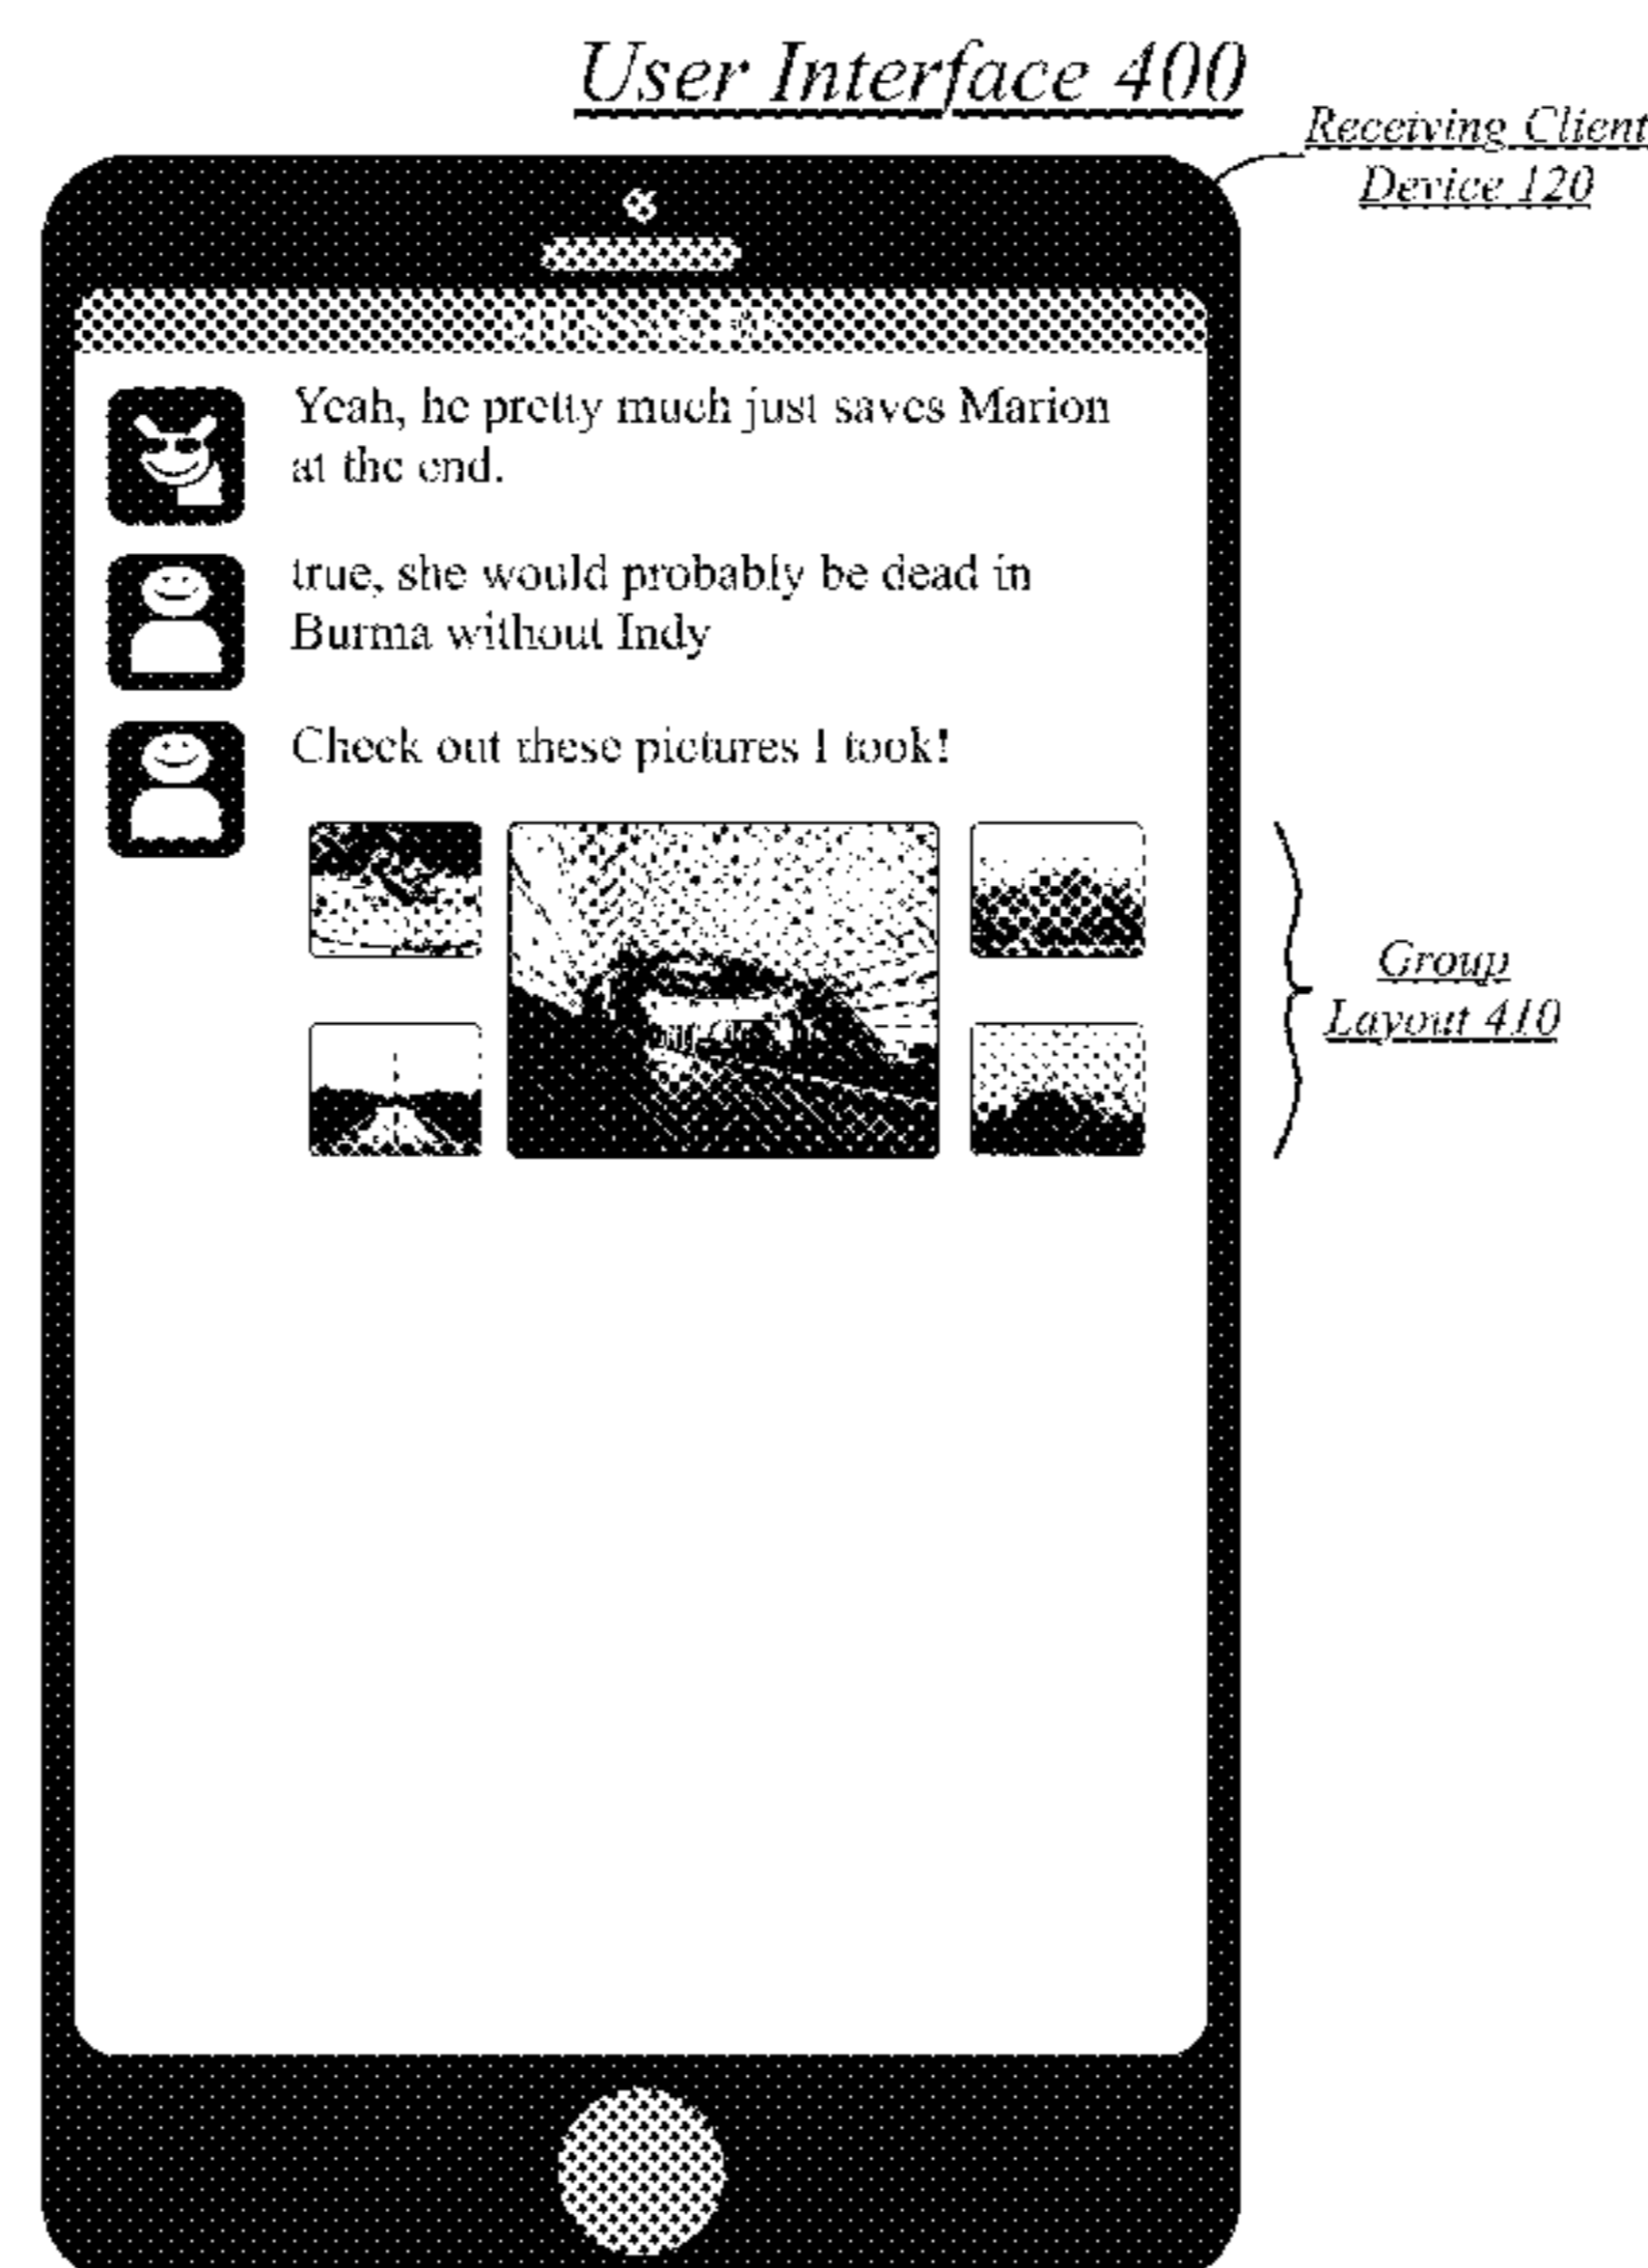 User Interface 400
Receiving Client
Device 120
Yeah, he pretty much just saves Marion
at the end.
true, she would probably be dead in
Burma without Indy
Check out these pictures I took!
Group
Layout 410